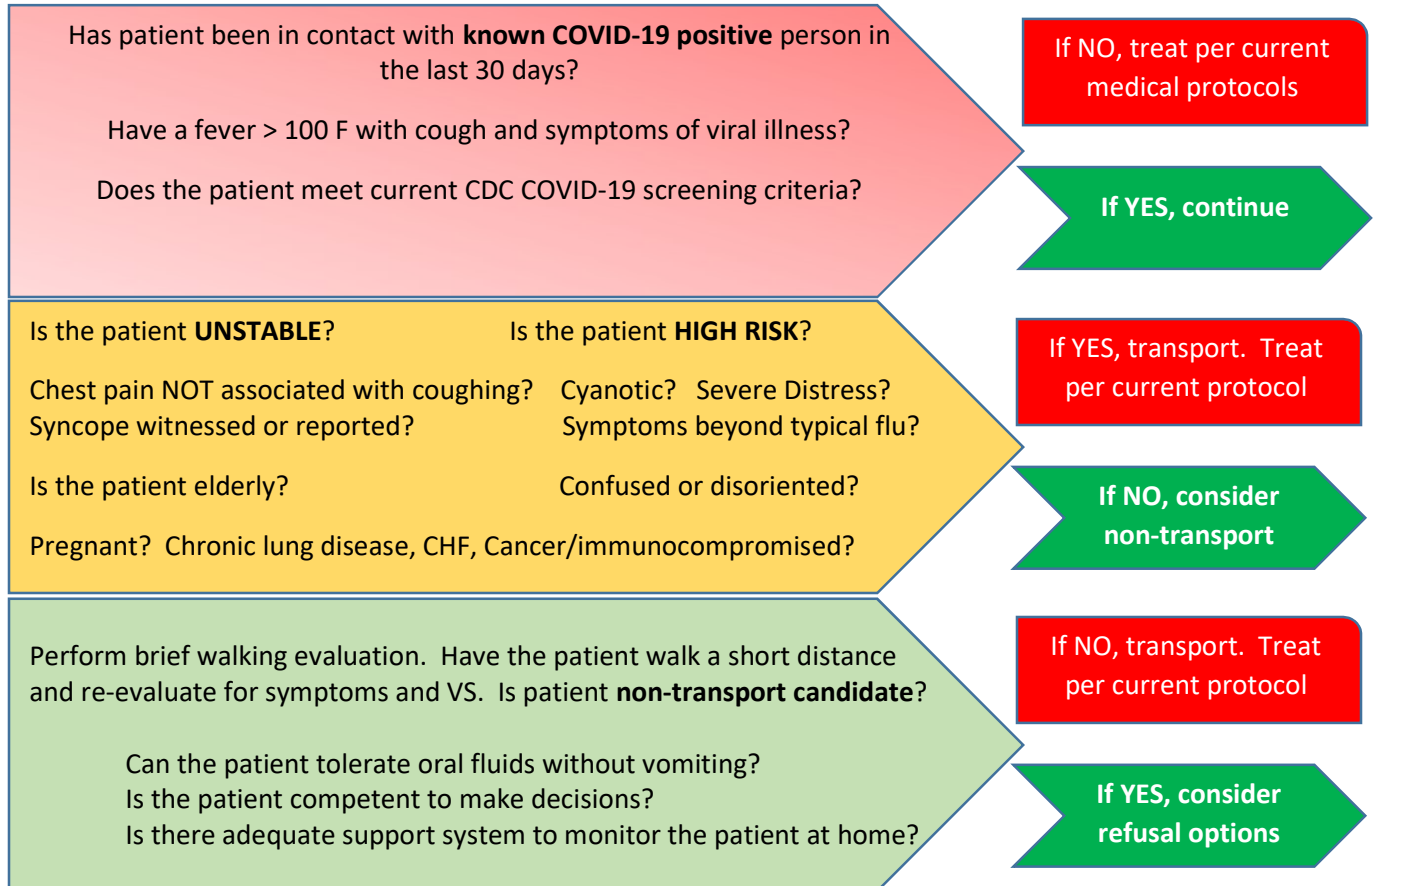 Has patient been in contact with known COVID-19 positive person in
the last 30 days?
Have a fever > 100 F with cough and symptoms of viral illness?
Does the patient meet current CDC COVID-19 screening criteria?
If NO, treat per current
medical protocols
If YES, continue
Is the patient UNSTABLE? Is the patient HIGH RISK?
Chest pain NOT associated with coughing? Cyanotic? Severe Distress?
Syncope witnessed or reported? Symptoms beyond typical flu?
Is the patient elderly? Confused or disoriented?
Pregnant? Chronic lung disease, CHF, Cancer/immunocompromised?
If YES, transport. Treat
per current protocol
If NO, consider
non-transport
Perform brief walking evaluation. Have the patient walk a short distance
and re-evaluate for symptoms and VS. Is patient non-transport candidate?
Can the patient tolerate oral fluids without vomiting?
Is the patient competent to make decisions?
Is there adequate support system to monitor the patient at home?
If NO, transport. Treat
per current protocol
If YES, consider
refusal options